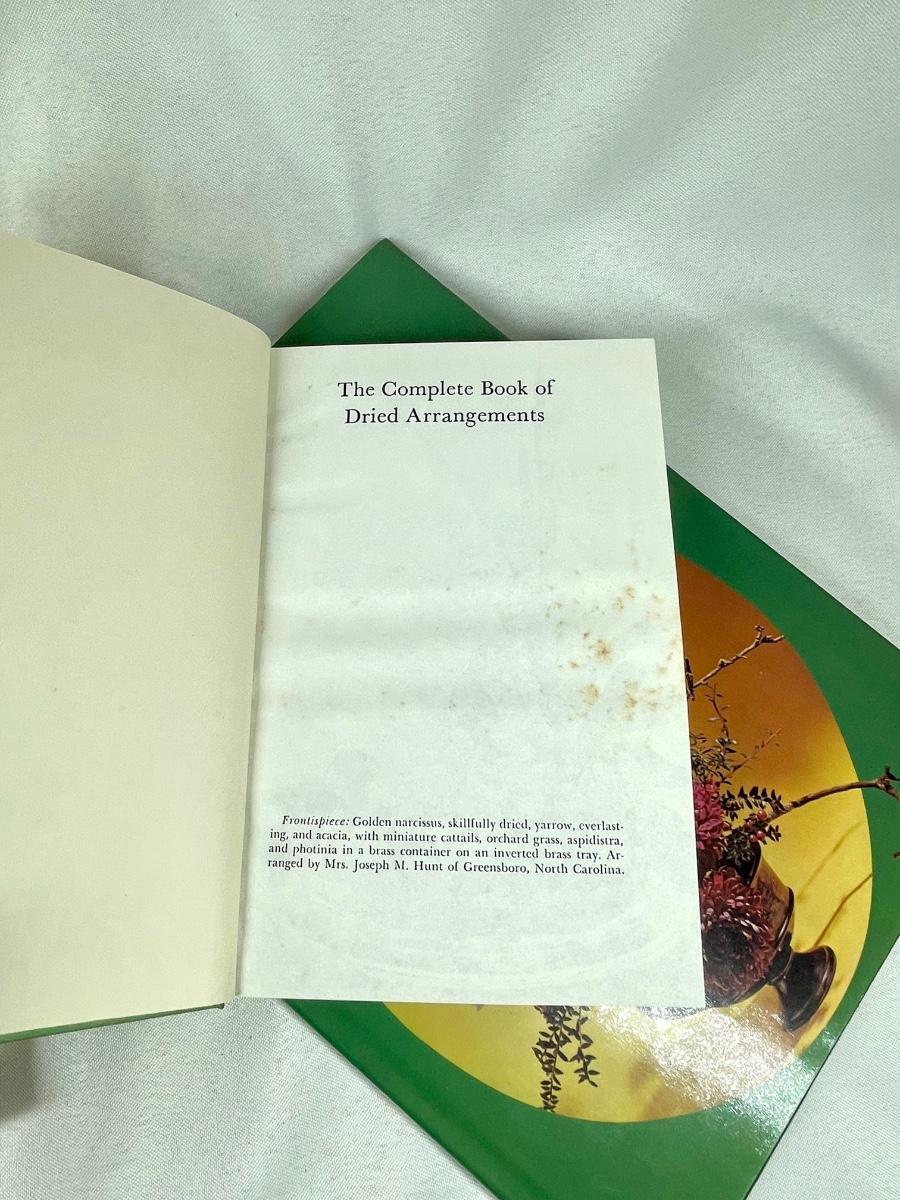 The Complete Book of
Dried Arrangements
Frontispiece: Golden narcissus, skillfully dried, yarrow, everlast-
ing, and acacia, with miniature cattails, orchard grass, aspidistra,
and photinia in a brass container on an inverted brass tray. Ar-
ranged by Mrs. Joseph M. Hunt of Greensboro, North Carolina.